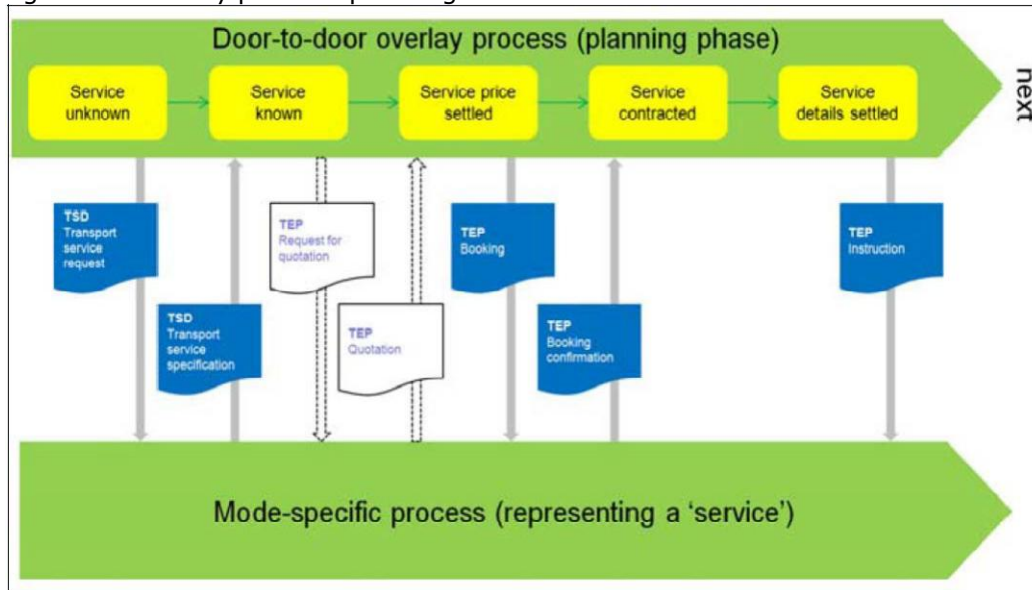 Door-to-door overlay process (planning phase)
Service
unknown
Service
known
Service price
settled
Service
contracted
Service
details settled
next
TSD
Transport
service
request
TSD
Transport
service
specification
TEP
Request for
quotation
TEP
Quotation
TEP
Booking
TEP
Booking
confirmation
TEP
Instruction
Mode-specific process (representing a ‘service’)